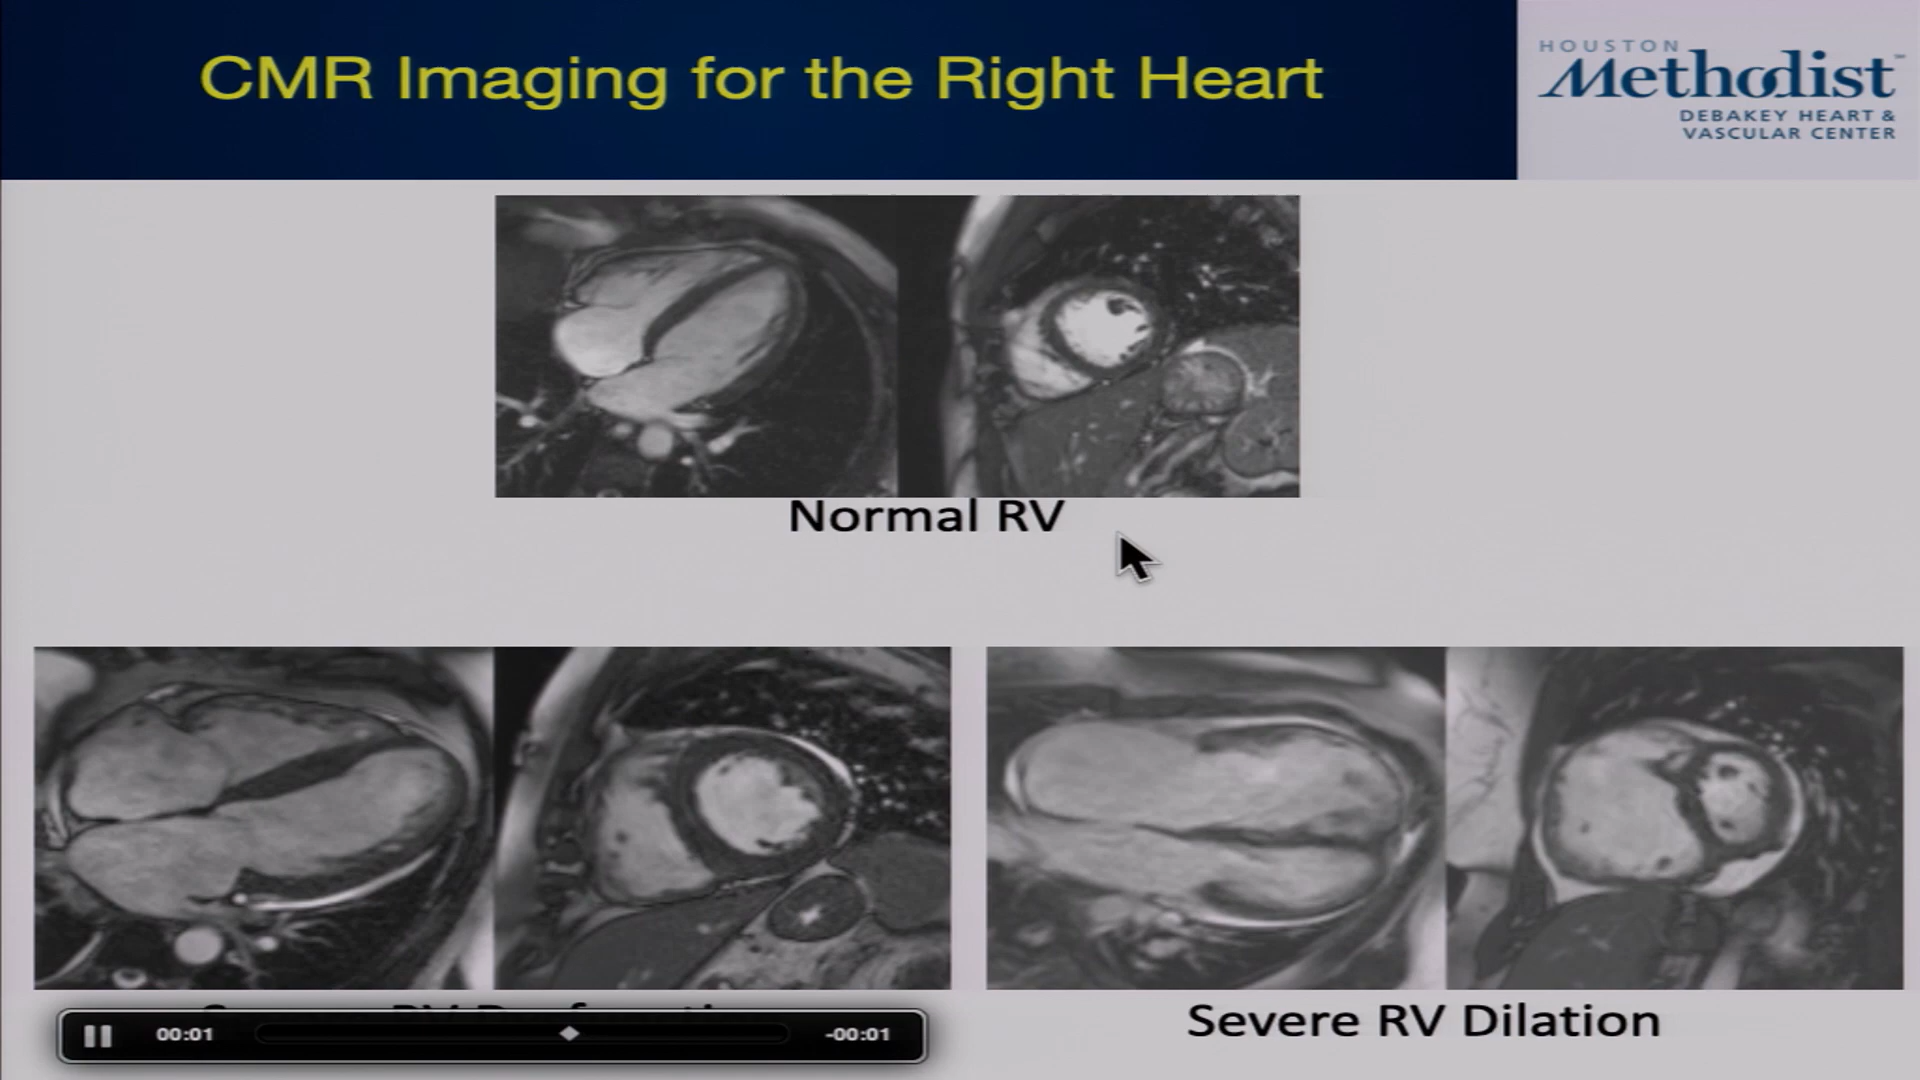 CMR Imaging for the Right Heart
HOUSTON
Methodist
DEBAKEY HEART &
VASCULAR CENTER
Normal RV
Severe RV Dilation
00:01
-00:01